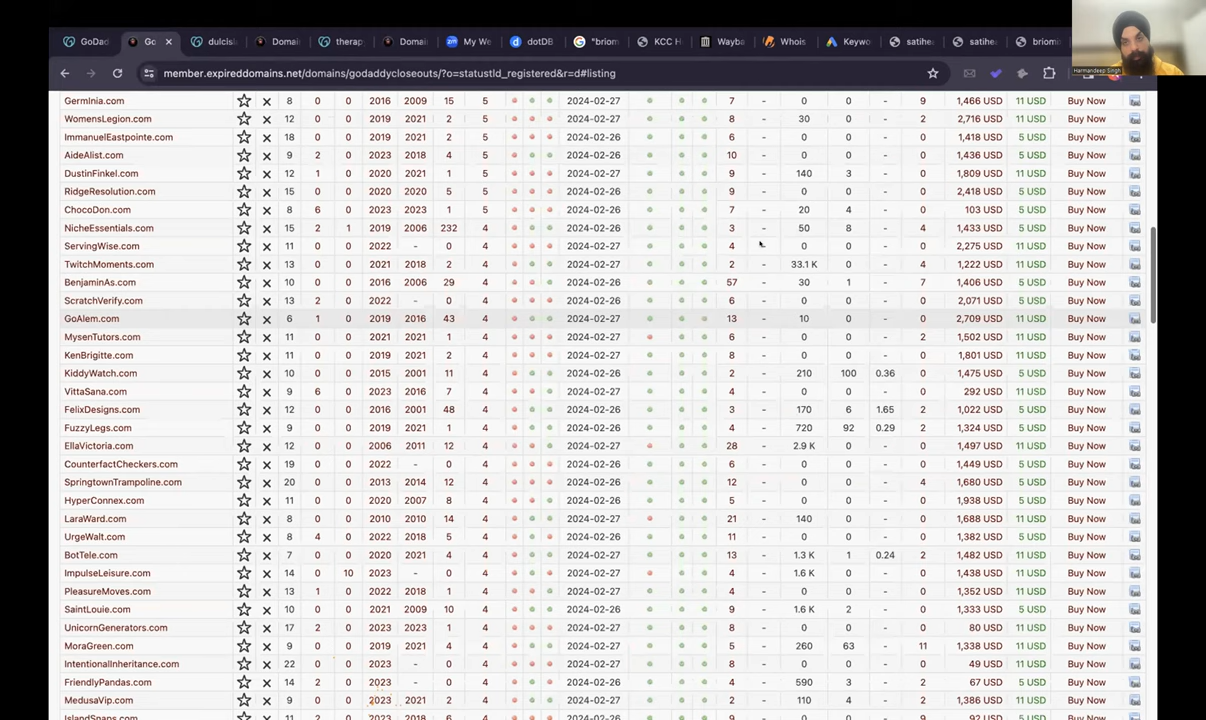 GoDad Go dulcis Domain therap Domain My We dotDB "briom KCC H Wayba Whois Keywo satihe satihe briomi
Harmandeep Singh
member.expireddomains.net/domains/godaddycloseouts/?o=statustld_registered&r=d#listing
GermInia.com 8 0 0 2016 2009 15 5 2024-02-27 7 - 0 0 - 9 1,466 USD 11 USD Buy Now
WomensLegion.com 12 0 0 2019 2021 2 5 2024-02-27 8 - 30 0 - 2 2,716 USD 11 USD Buy Now
ImmanuelEastpointe.com 18 0 0 2019 2021 2 5 2024-02-26 6 - 0 0 - 0 1,418 USD 5 USD Buy Now
AideAlist.com 9 2 0 2023 2018 4 5 2024-02-26 10 - 0 0 - 0 1,436 USD 5 USD Buy Now
DustinFinkel.com 12 1 0 2020 2021 1 5 2024-02-27 9 - 140 3 - 0 1,809 USD 11 USD Buy Now
RidgeResolution.com 15 0 0 2020 2020 5 5 2024-02-26 9 - 0 0 - 0 2,418 USD 5 USD Buy Now
ChocoDon.com 8 6 0 2023 2023 1 5 2024-02-26 7 - 20 4 - 0 103 USD 5 USD Buy Now
NicheEssentials.com 15 2 1 2019 2006 232 4 2024-02-26 3 - 50 8 - 4 1,433 USD 5 USD Buy Now
ServingWise.com 11 0 0 2022 - 0 4 2024-02-27 4 - 0 0 - 0 2,275 USD 11 USD Buy Now
TwitchMoments.com 13 0 0 2021 2018 2 4 2024-02-27 2 - 33.1 K 0 - 4 1,222 USD 11 USD Buy Now
BenjaminAs.com 10 0 0 2016 2006 29 4 2024-02-26 57 - 30 1 - 7 1,406 USD 5 USD Buy Now
ScratchVerify.com 13 2 0 2022 - 0 4 2024-02-26 6 - 0 0 - 0 2,071 USD 5 USD Buy Now
GoAlem.com 6 1 0 2019 2016 43 4 2024-02-27 13 - 10 0 - 0 2,709 USD 11 USD Buy Now
MysenTutors.com 11 0 0 2021 2021 1 4 2024-02-27 6 - 0 0 - 2 1,502 USD 11 USD Buy Now
KenBrigitte.com 11 0 0 2019 2021 2 4 2024-02-27 8 - 0 0 - 0 1,801 USD 11 USD Buy Now
KiddyWatch.com 10 0 0 2015 2001 11 4 2024-02-26 2 - 210 100 0.36 0 1,475 USD 5 USD Buy Now
VittaSana.com 9 6 0 2023 2016 7 4 2024-02-27 4 - 0 0 - 0 292 USD 11 USD Buy Now
FelixDesigns.com 12 0 0 2016 2001 48 4 2024-02-26 3 - 170 6 1.65 2 1,022 USD 5 USD Buy Now
FuzzyLegs.com 9 0 0 2019 2021 1 4 2024-02-26 4 - 720 92 0.29 2 1,324 USD 5 USD Buy Now
EllaVictoria.com 12 0 0 2006 2011 12 4 2024-02-27 28 - 2.9 K 0 - 0 1,497 USD 11 USD Buy Now
CounterfactCheckers.com 19 0 0 2022 - 0 4 2024-02-26 6 - 0 0 - 0 1,449 USD 5 USD Buy Now
SpringtownTrampoline.com 20 0 0 2013 2014 12 4 2024-02-27 12 - 0 0 - 4 1,680 USD 11 USD Buy Now
HyperConnex.com 11 0 0 2020 2007 8 4 2024-02-26 5 - 0 0 - 0 1,938 USD 5 USD Buy Now
LaraWard.com 8 0 0 2010 2010 14 4 2024-02-27 21 - 140 0 - 0 1,688 USD 11 USD Buy Now
UrgeWalt.com 8 4 0 2022 2018 5 4 2024-02-26 11 - 0 0 - 0 1,382 USD 5 USD Buy Now
BotTele.com 7 0 0 2020 2021 4 4 2024-02-27 13 - 1.3 K 1 0.24 2 1,482 USD 11 USD Buy Now
ImpulseLeisure.com 14 0 10 2023 - 0 4 2024-02-27 4 - 1.6 K 0 - 0 1,438 USD 11 USD Buy Now
PleasureMoves.com 13 1 0 2022 2018 1 4 2024-02-27 4 - 0 0 - 0 1,352 USD 11 USD Buy Now
SaintLouie.com 10 0 0 2021 2009 10 4 2024-02-26 9 - 1.6 K 2 - 0 1,333 USD 5 USD Buy Now
UnicornGenerators.com 17 2 0 2023 2023 1 4 2024-02-27 8 - 0 0 - 0 80 USD 11 USD Buy Now
MoraGreen.com 9 0 0 2019 2021 4 4 2024-02-26 5 - 260 63 - 11 1,338 USD 5 USD Buy Now
IntentionalInheritance.com 22 0 0 2023 - 0 4 2024-02-26 8 - 0 0 - 0 49 USD 11 USD Buy Now
FriendlyPandas.com 14 2 0 2023 - 0 4 2024-02-26 4 - 590 3 - 2 67 USD 5 USD Buy Now
MedusaVip.com 9 0 0 2023 2021 2 4 2024-02-27 2 - 110 4 - 0 1,386 USD 11 USD Buy Now
IslandSnaps.com 11 2 0 2023 2018 6 4 2024-02-26 9 - 0 0 - 0 92 USD 5 USD Buy Now